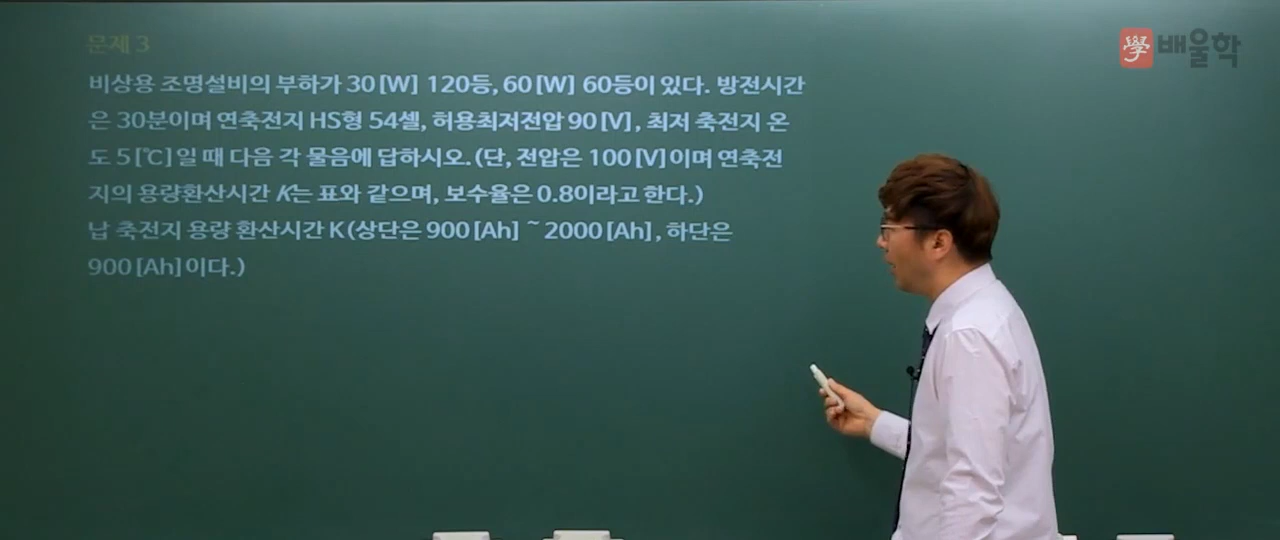 學 배울학
문제 3
비상용 조명설비의 부하가 30[W] 120등, 60[W] 60등이 있다. 방전시간
은 30분이며 연축전지 HS형 54셀, 허용최저전압 90[V], 최저 축전지 온
도 5[℃]일 때 다음 각 물음에 답하시오.(단, 전압은 100[V]이며 연축전
지의 용량환산시간 K는 표와 같으며, 보수율은 0.8이라고 한다.)
납 축전지 용량 환산시간 K(상단은 900[Ah] ~ 2000[Ah], 하단은
900[Ah]이다.)